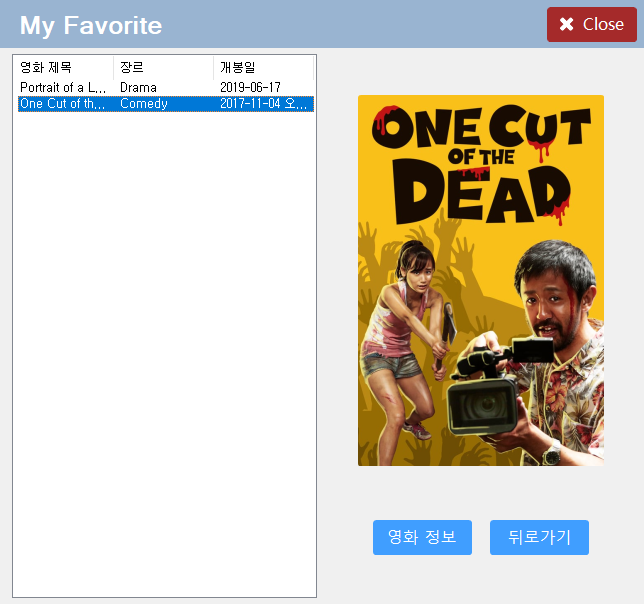 My Favorite
Close
영화 제목 장르 개봉일
Portrait of a L... Drama 2019-06-17
One Cut of th... Comedy 2017-11-04 오...
ONE CUT
OF THE
DEAD
영화 정보 뒤로가기